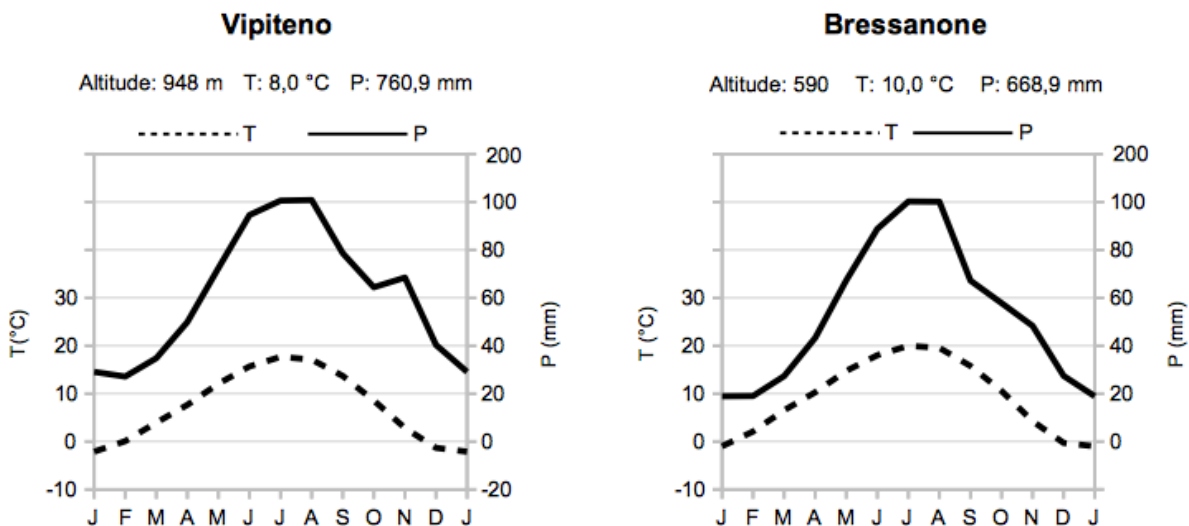 Vipiteno
Altitude: 948 m T: 8,0 °C P: 760,9 mm
T P
200
100
80
30 60
20 40
10 20
0 0
-10 -20
T(°C)
P (mm)
J F M A M J J A S O N D J
Bressanone
Altitude: 590 T: 10,0 °C P: 668,9 mm
T P
200
100
80
30 60
20 40
10 20
0 0
-10
T (°C)
P (mm)
J F M A M J J A S O N D J